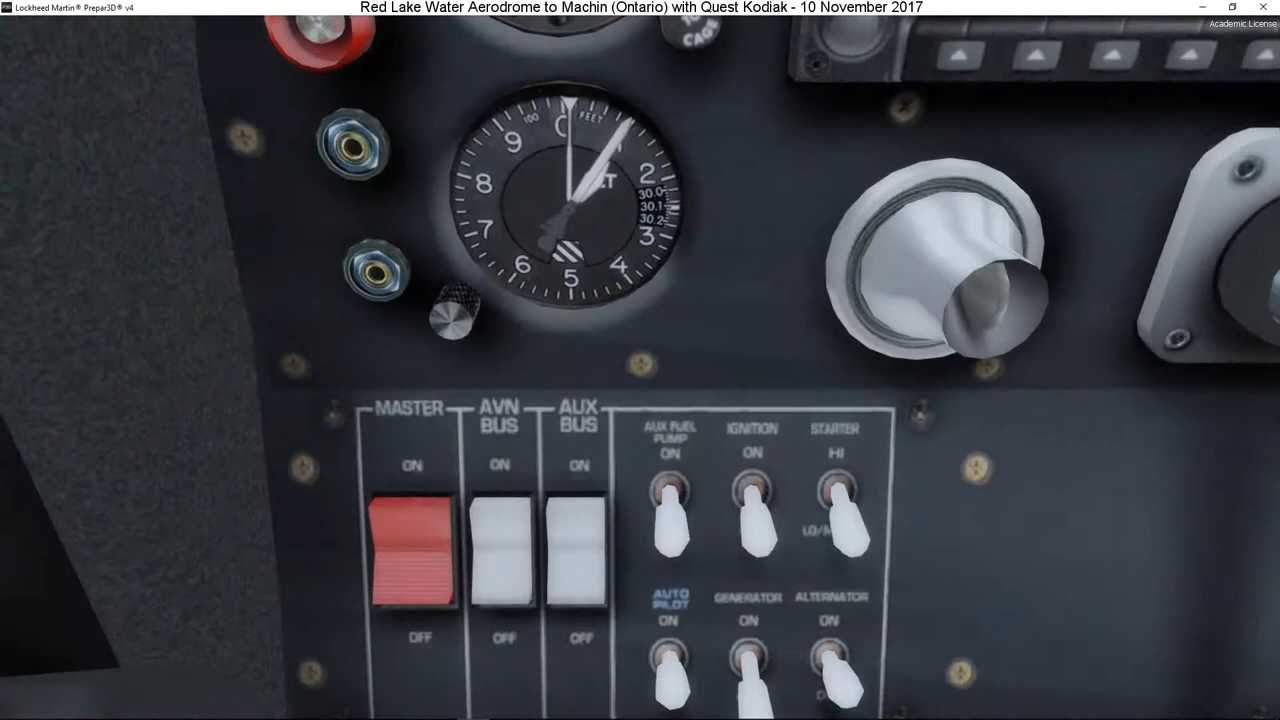 Lockheed Martin® Prepar3D® v4
Red Lake Water Aerodrome to Machin (Ontario) with Quest Kodiak - 10 November 2017
Academic License
CAGE
100 FEET
0
9
8
7
6
5
4
3
2
30.0
30.1
30.2
MASTER
AVN
BUS
AUX
BUS
AUX FUEL
PUMP
IGNITION
STARTER
ON
ON
ON
ON
ON
HI
OFF
OFF
OFF
AUTO
PILOT
GENERATOR
ALTERNATOR
ON
ON
ON